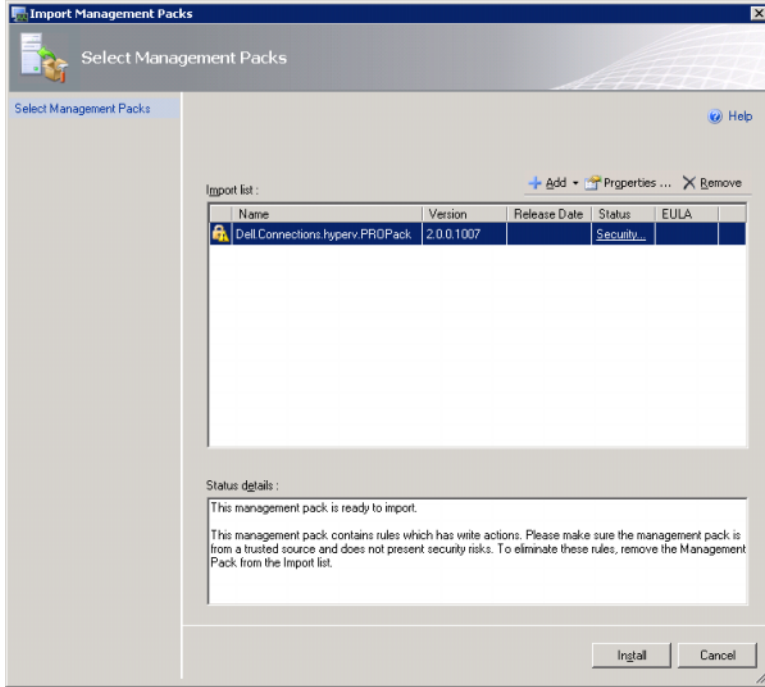 Import Management Packs
Select Management Packs
Select Management Packs
Help
Add
Properties ...
Remove
Import list :
Name Version Release Date Status EULA
Dell.Connections.hyperv.PROPack 2.0.0.1007 Security...
Status details :
This management pack is ready to import.
This management pack contains rules which has write actions. Please make sure the management pack is
from a trusted source and does not present security risks. To eliminate these rules, remove the Management
Pack from the Import list.
Install
Cancel